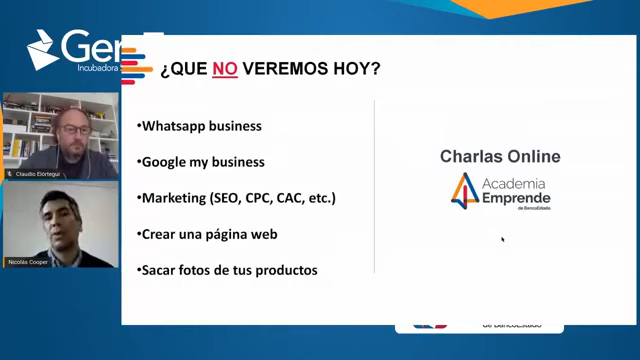 Ger
Incubadora
¿QUE NO VEREMOS HOY?
•Whatsapp business
•Google my business
•Marketing (SEO, CPC, CAC, etc.)
•Crear una página web
•Sacar fotos de tus productos
Charlas Online
Academia
Emprende
de BancoEstado
Claudio Elórtegui
Nicolás Cooper
de BancoEstado